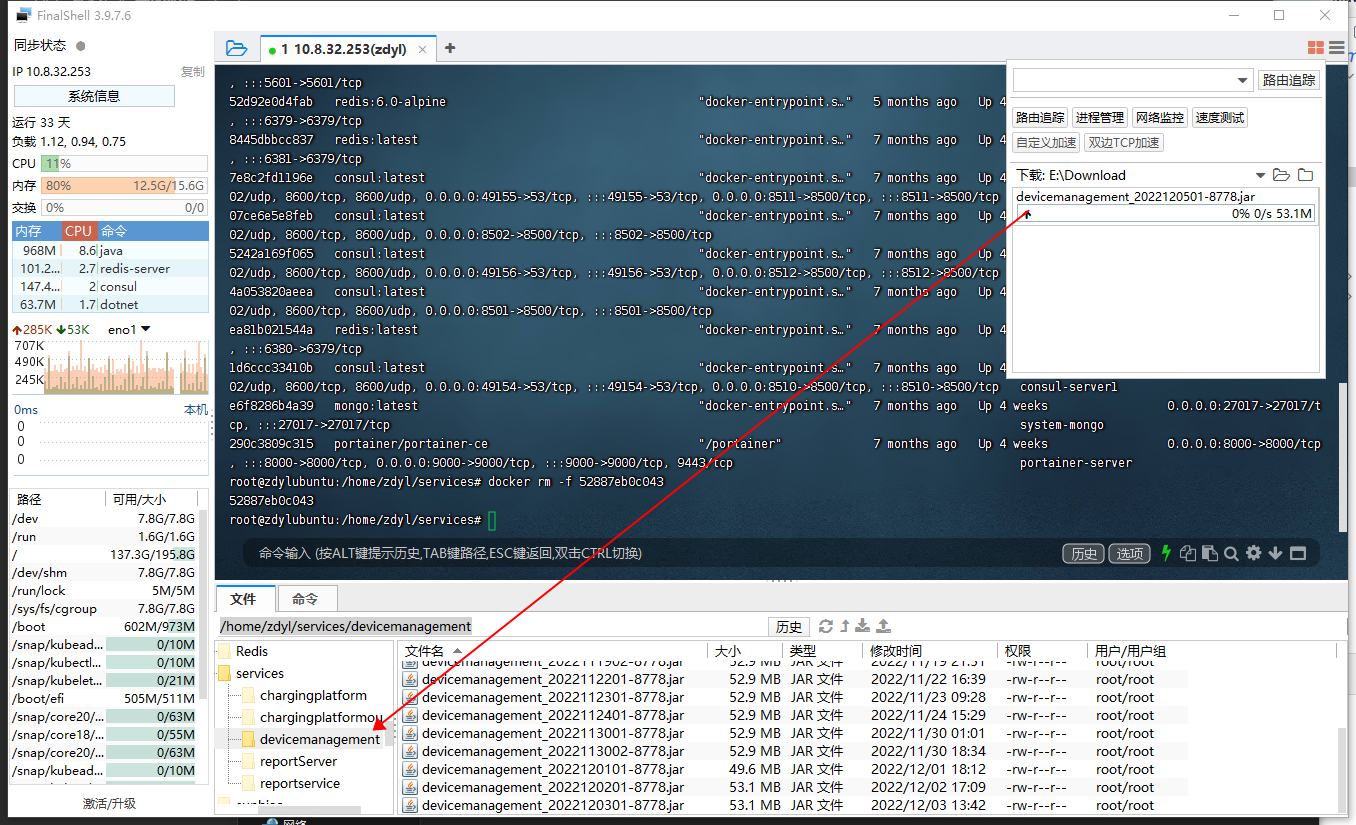 FinalShell 3.9.7.6
同步状态
IP 10.8.32.253 复制
系统信息
运行 33 天
负载 1.12, 0.94, 0.75
CPU 11%
内存 80% 12.5G/15.6G
交换 0% 0/0
内存 CPU 命令
968M 8.6 java
101.2... 2.7 redis-server
147.4... 2 consul
63.7M 1.7 dotnet
285K 53K eno1
707K
490K
245K
0ms 本机
0
0
0
路径 可用/大小
/dev 7.8G/7.8G
/run 1.6G/1.6G
/ 137.3G/195.8G
/dev/shm 7.8G/7.8G
/run/lock 5M/5M
/sys/fs/cgroup 7.8G/7.8G
/boot 602M/973M
/snap/kubead... 0/10M
/snap/kubectl... 0/10M
/snap/kubelet... 0/21M
/boot/efi 505M/511M
/snap/core20/... 0/63M
/snap/core18/... 0/55M
/snap/core20/... 0/63M
/snap/kubead... 0/10M
激活/升级
1 10.8.32.253(zdyl)
, :::5601->5601/tcp
52d92e0d4fab redis:6.0-alpine "docker-entrypoint.s…" 5 months ago Up 4
, :::6379->6379/tcp
8445dbbcc837 redis:latest "docker-entrypoint.s…" 7 months ago Up 4
, :::6381->6379/tcp
7e8c2fd1196e consul:latest "docker-entrypoint.s…" 7 months ago Up 4
02/udp, 8600/tcp, 8600/udp, 0.0.0.0:49155->53/tcp, :::49155->53/tcp, 0.0.0.0:8511->8500/tcp, :::8511->8500/tcp
07ce6e5e8feb consul:latest "docker-entrypoint.s…" 7 months ago Up 4
02/udp, 8600/tcp, 8600/udp, 0.0.0.0:8502->8500/tcp, :::8502->8500/tcp
5242a169f065 consul:latest "docker-entrypoint.s…" 7 months ago Up 4
02/udp, 8600/tcp, 8600/udp, 0.0.0.0:49156->53/tcp, :::49156->53/tcp, 0.0.0.0:8512->8500/tcp, :::8512->8500/tcp
4a053820aeea consul:latest "docker-entrypoint.s…" 7 months ago Up 4
02/udp, 8600/tcp, 8600/udp, 0.0.0.0:8501->8500/tcp, :::8501->8500/tcp
ea81b021544a redis:latest "docker-entrypoint.s…" 7 months ago Up 4
, :::6380->6379/tcp
1d6ccc33410b consul:latest "docker-entrypoint.s…" 7 months ago Up 4
02/udp, 8600/tcp, 8600/udp, 0.0.0.0:49154->53/tcp, :::49154->53/tcp, 0.0.0.0:8510->8500/tcp, :::8510->8500/tcp consul-server1
e6f8286b4a39 mongo:latest "docker-entrypoint.s…" 7 months ago Up 4 weeks 0.0.0.0:27017->27017/t
cp, :::27017->27017/tcp system-mongo
290c3809c315 portainer/portainer-ce "/portainer" 7 months ago Up 4 weeks 0.0.0.0:8000->8000/tcp
, :::8000->8000/tcp, 0.0.0.0:9000->9000/tcp, :::9000->9000/tcp, 9443/tcp portainer-server
root@zdylubuntu:/home/zdyl/services# docker rm -f 52887eb0c043
52887eb0c043
root@zdylubuntu:/home/zdyl/services#
命令输入 (按ALT键提示历史,TAB键路径,ESC键返回,双击CTRL切换) 历史 选项
路由追踪
路由追踪 进程管理 网络监控 速度测试
自定义加速 双边TCP加速
下载: E:\Download
devicemanagement_2022120501-8778.jar
0% 0/s 53.1M
文件 命令
/home/zdyl/services/devicemanagement 历史
Redis
services
chargingplatform
chargingplatformou
devicemanagement
reportServer
reportservice
文件名 大小 类型 修改时间 权限 用户/用户组
devicemanagement_2022111902-8778.jar 52.9 MB JAR 文件 2022/11/19 21:51 -rw-r--r-- root/root
devicemanagement_2022112201-8778.jar 52.9 MB JAR 文件 2022/11/22 16:39 -rw-r--r-- root/root
devicemanagement_2022112301-8778.jar 52.9 MB JAR 文件 2022/11/23 09:28 -rw-r--r-- root/root
devicemanagement_2022112401-8778.jar 52.9 MB JAR 文件 2022/11/24 15:29 -rw-r--r-- root/root
devicemanagement_2022113001-8778.jar 52.9 MB JAR 文件 2022/11/30 01:01 -rw-r--r-- root/root
devicemanagement_2022113002-8778.jar 52.9 MB JAR 文件 2022/11/30 18:34 -rw-r--r-- root/root
devicemanagement_2022120101-8778.jar 49.6 MB JAR 文件 2022/12/01 18:12 -rw-r--r-- root/root
devicemanagement_2022120201-8778.jar 53.1 MB JAR 文件 2022/12/02 17:09 -rw-r--r-- root/root
devicemanagement_2022120301-8778.jar 53.1 MB JAR 文件 2022/12/03 13:42 -rw-r--r-- root/root
网络